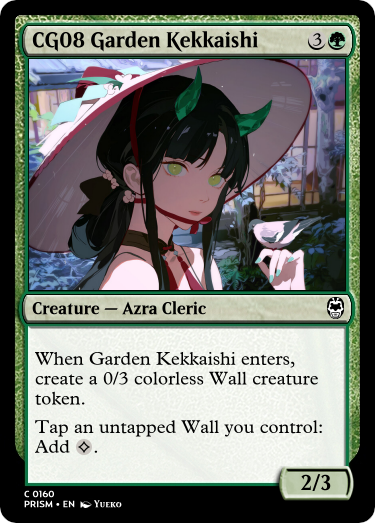 CG08 Garden Kekkaishi 3
Creature — Azra Cleric
When Garden Kekkaishi enters,
create a 0/3 colorless Wall creature
token.
Tap an untapped Wall you control:
Add .
2/3
C 0160
PRISM • EN Yueko